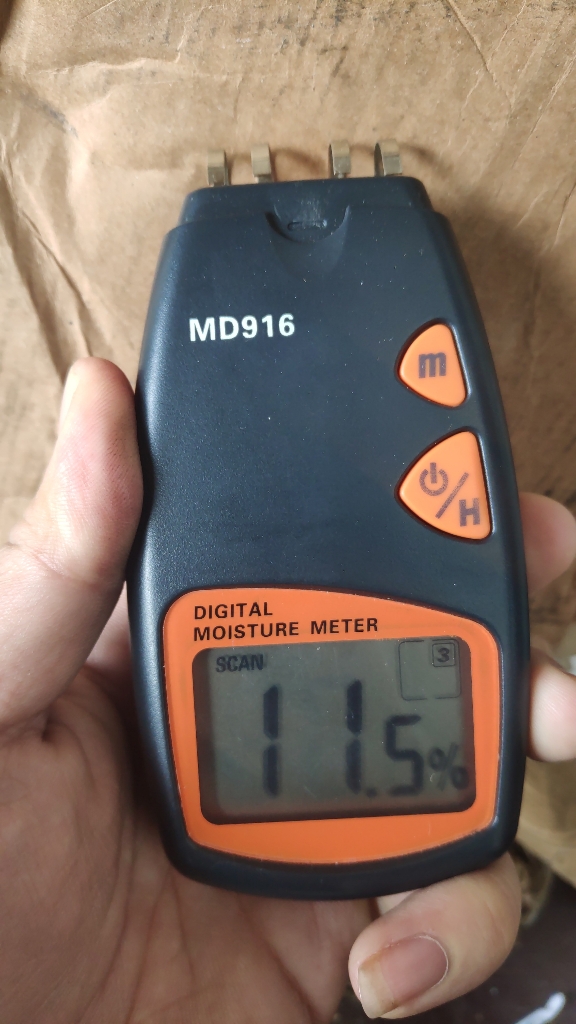 MD916
m
/H
DIGITAL
MOISTURE METER
SCAN
3
11.5%